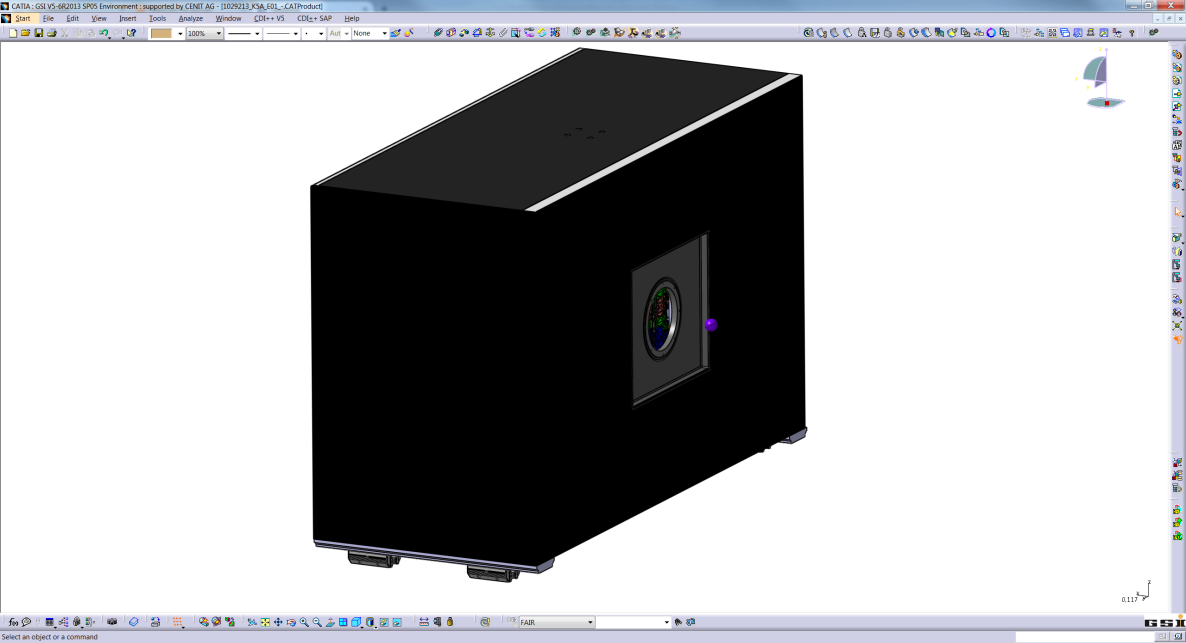 CATIA : GSI V5-6R2013 SP05 Environment : supported by CENIT AG - [1029213_KSA_E01_-.CATProduct]
Start File Edit View Insert Tools Analyze Window CDI++ V5 CDI++ SAP Help
100% Aut None
0,117
FAIR
GSI
Select an object or a command